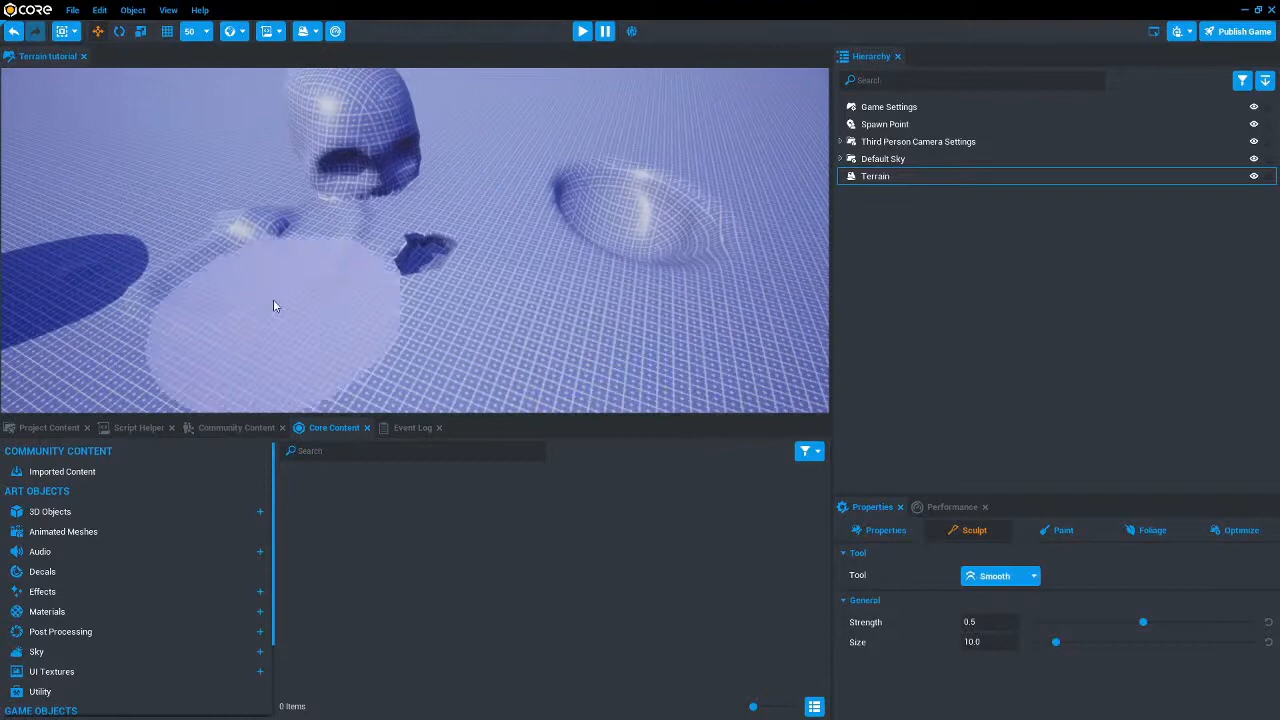 CORE File Edit Object View Help
50 Publish Game
Terrain tutorial
Hierarchy
Search
Game Settings
Spawn Point
Third Person Camera Settings
Default Sky
Terrain
Project Content Script Helper Community Content Core Content Event Log
COMMUNITY CONTENT
Search
Imported Content
ART OBJECTS
3D Objects
Animated Meshes
Audio
Decals
Effects
Materials
Post Processing
Sky
UI Textures
Utility
GAME OBJECTS
0 Items
Properties Performance
Properties Sculpt Paint Foliage Optimize
Tool
Tool Smooth
General
Strength 0.5
Size 10.0